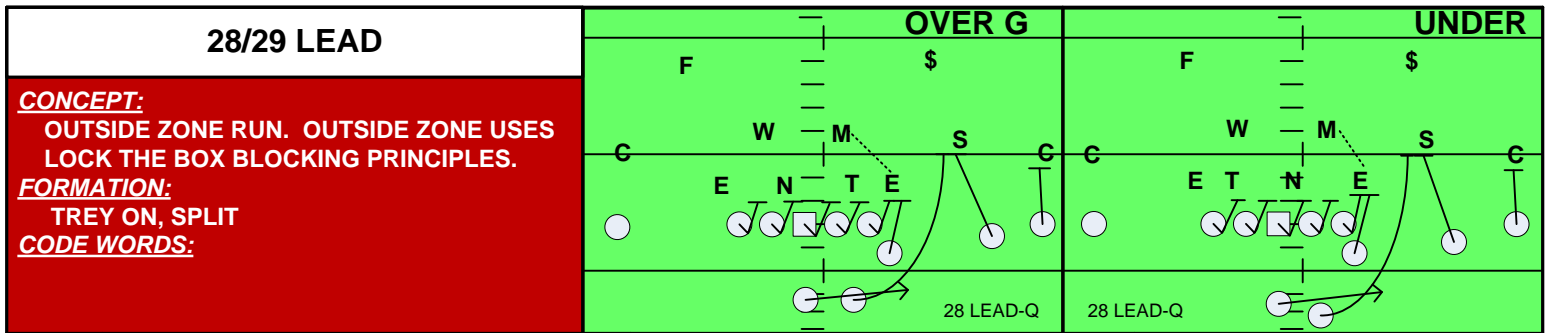 28/29 LEAD
CONCEPT:
OUTSIDE ZONE RUN. OUTSIDE ZONE USES
LOCK THE BOX BLOCKING PRINCIPLES.
FORMATION:
TREY ON, SPLIT
CODE WORDS:
OVER G
F $
W M S
C C
E N T E
28 LEAD-Q
UNDER
F $
W M S
C C
E T N E
28 LEAD-Q